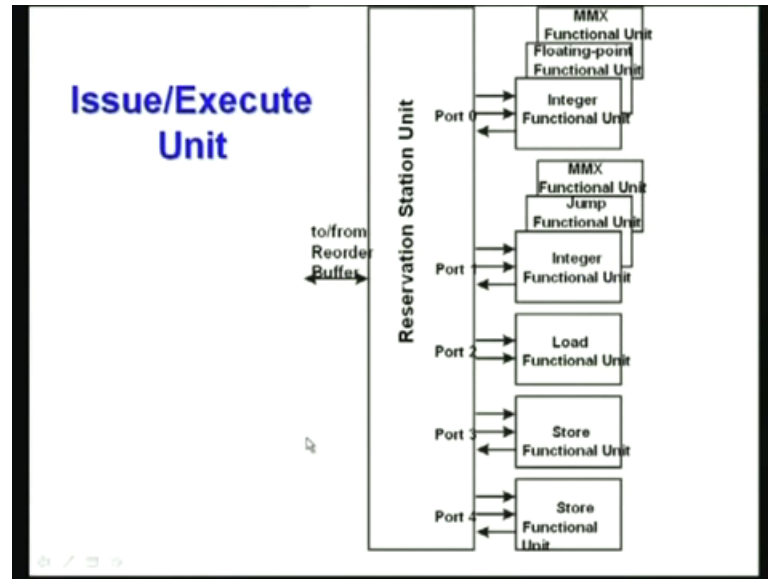 Issue/Execute
Unit
to/from
Reorder
Buffer
Reservation Station Unit
Port 0
MMX
Functional Unit
Floating-point
Functional Unit
Integer
Functional Unit
Port 1
MMX
Functional Unit
Jump
Functional Unit
Integer
Functional Unit
Port 2
Load
Functional Unit
Port 3
Store
Functional Unit
Port 4
Store
Functional
Unit